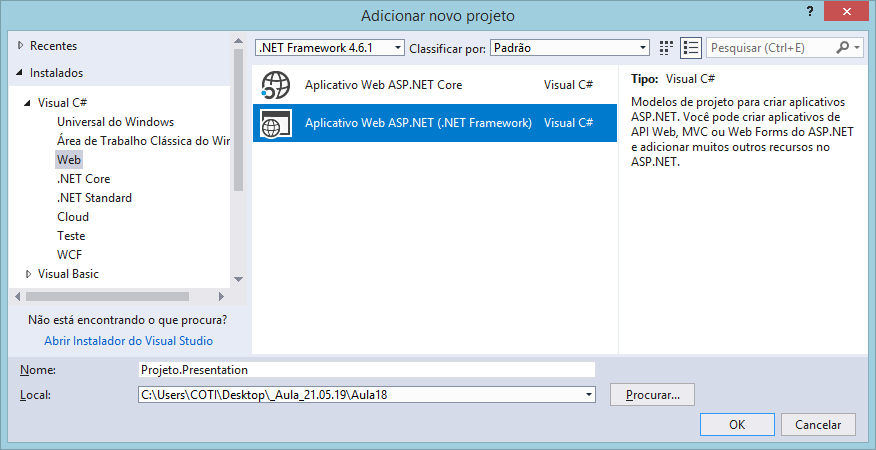 Adicionar novo projeto
? ×
Recentes
Instalados
Visual C#
Universal do Windows
Área de Trabalho Clássica do Wir
Web
.NET Core
.NET Standard
Cloud
Teste
WCF
Visual Basic
Não está encontrando o que procura?
Abrir Instalador do Visual Studio
.NET Framework 4.6.1 Classificar por: Padrão Pesquisar (Ctrl+E)
Aplicativo Web ASP.NET Core Visual C#
Aplicativo Web ASP.NET (.NET Framework) Visual C#
Tipo: Visual C#
Modelos de projeto para criar aplicativos
ASP.NET. Você pode criar aplicativos de
API Web, MVC ou Web Forms do ASP.NET
e adicionar muitos outros recursos no
ASP.NET.
Nome: Projeto.Presentation
Local: C:\Users\COTI\Desktop\_Aula_21.05.19\Aula18 Procurar...
OK Cancelar